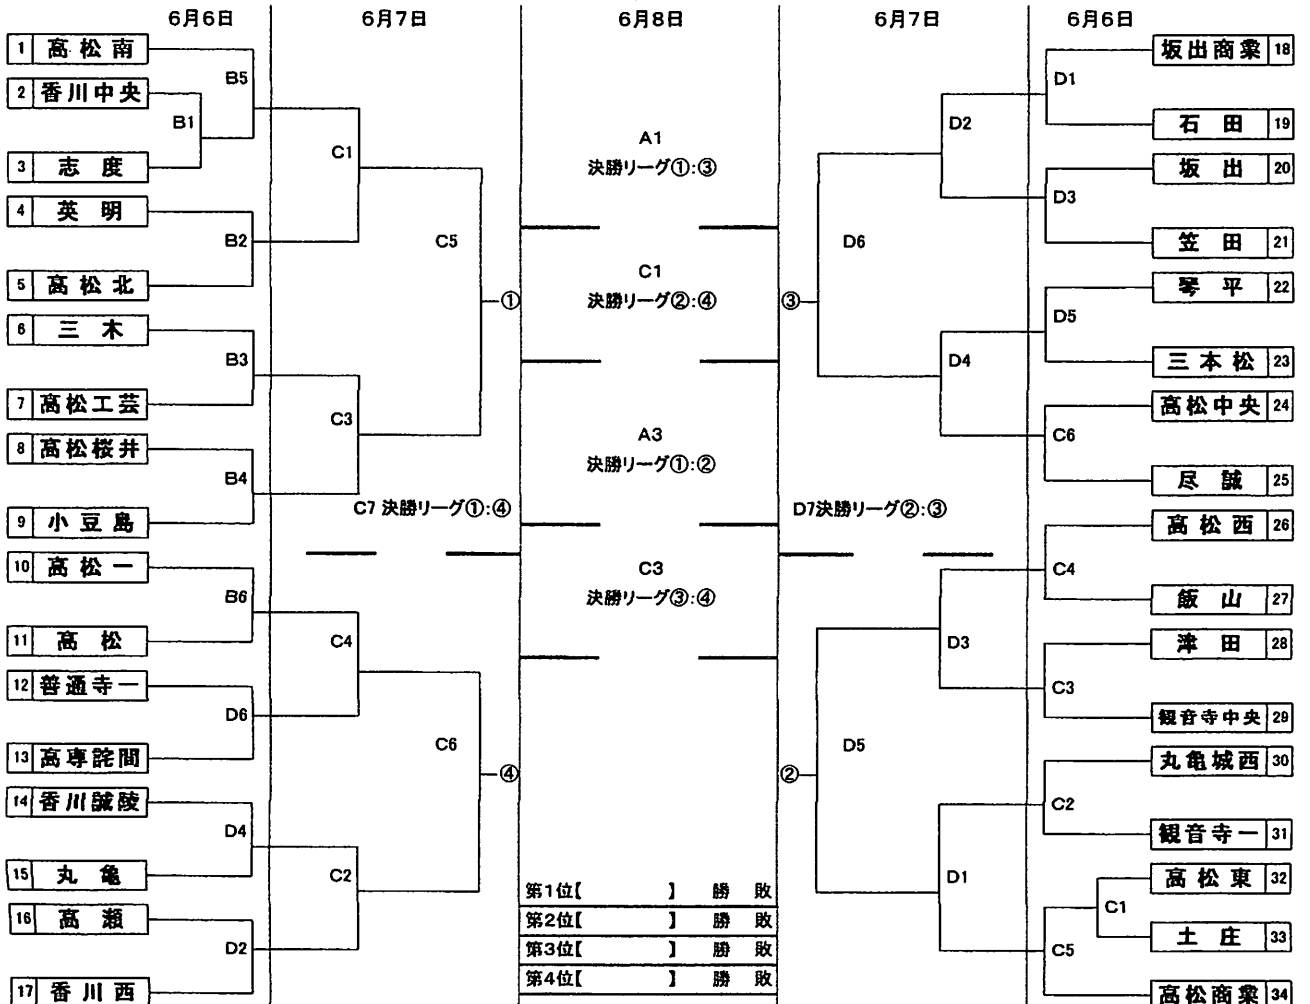 6月6日 6月7日 6月8日 6月7日 6月6日
1 高松南
2 香川中央
3 志度
4 英明
5 高松北
6 三木
7 高松工芸
8 高松桜井
9 小豆島
10 高松一
11 高松
12 善通寺一
13 高専詫間
14 香川誠陵
15 丸亀
16 高瀬
17 香川西
B5
B1
B2
B3
B4
B6
D6
D4
D2
C1
C3
C4
C2
C5
C6
①
④
C7 決勝リーグ①:④
A1
決勝リーグ①:③
C1
決勝リーグ②:④
A3
決勝リーグ①:②
C3
決勝リーグ③:④
第1位【 】 勝 敗
第2位【 】 勝 敗
第3位【 】 勝 敗
第4位【 】 勝 敗
③
②
D7決勝リーグ②:③
D6
D5
D2
D4
D3
D1
D1
D3
D5
C6
C4
C3
C2
C1
C5
坂出商業 18
石田 19
坂出 20
笠田 21
琴平 22
三本松 23
高松中央 24
尽誠 25
高松西 26
飯山 27
津田 28
観音寺中央 29
丸亀城西 30
観音寺一 31
高松東 32
土庄 33
高松商業 34